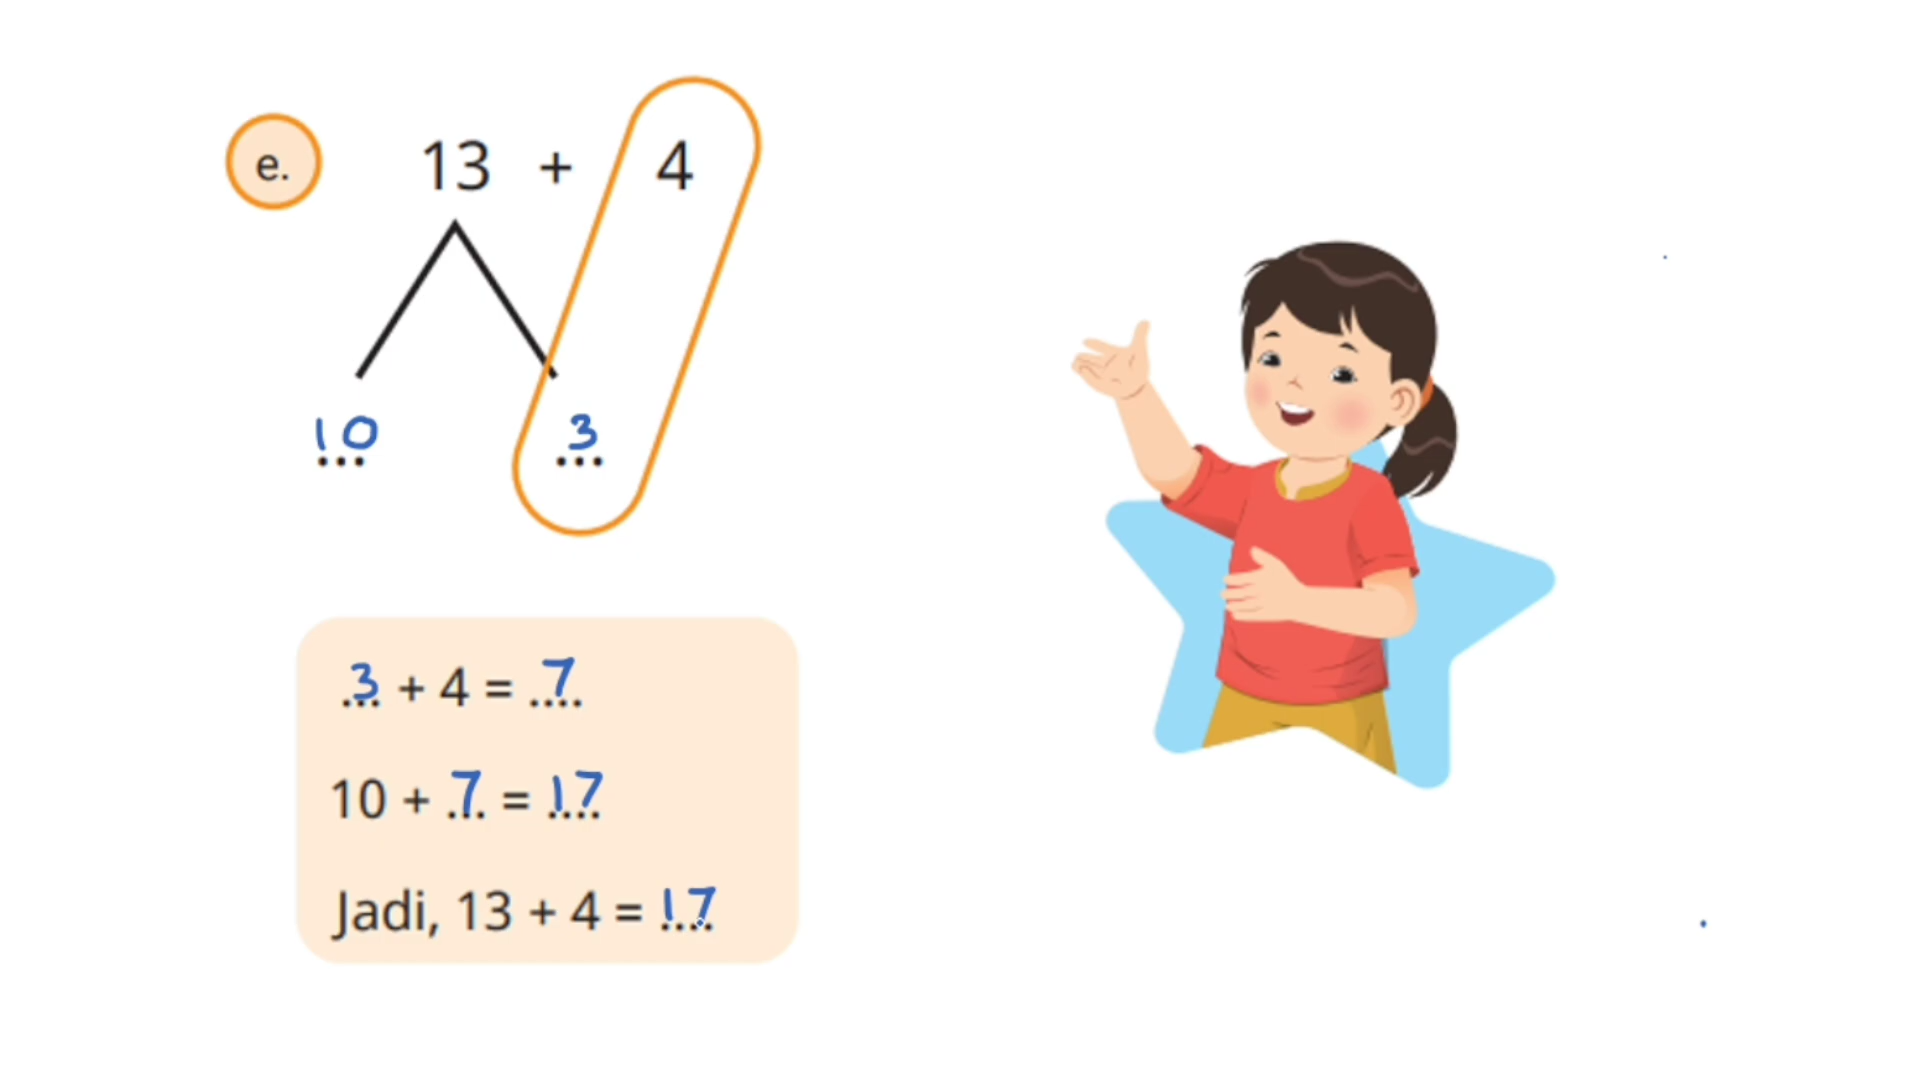 e. 13 + 4
10 3
3 + 4 = 7
10 + 7 = 17
Jadi, 13 + 4 = 17